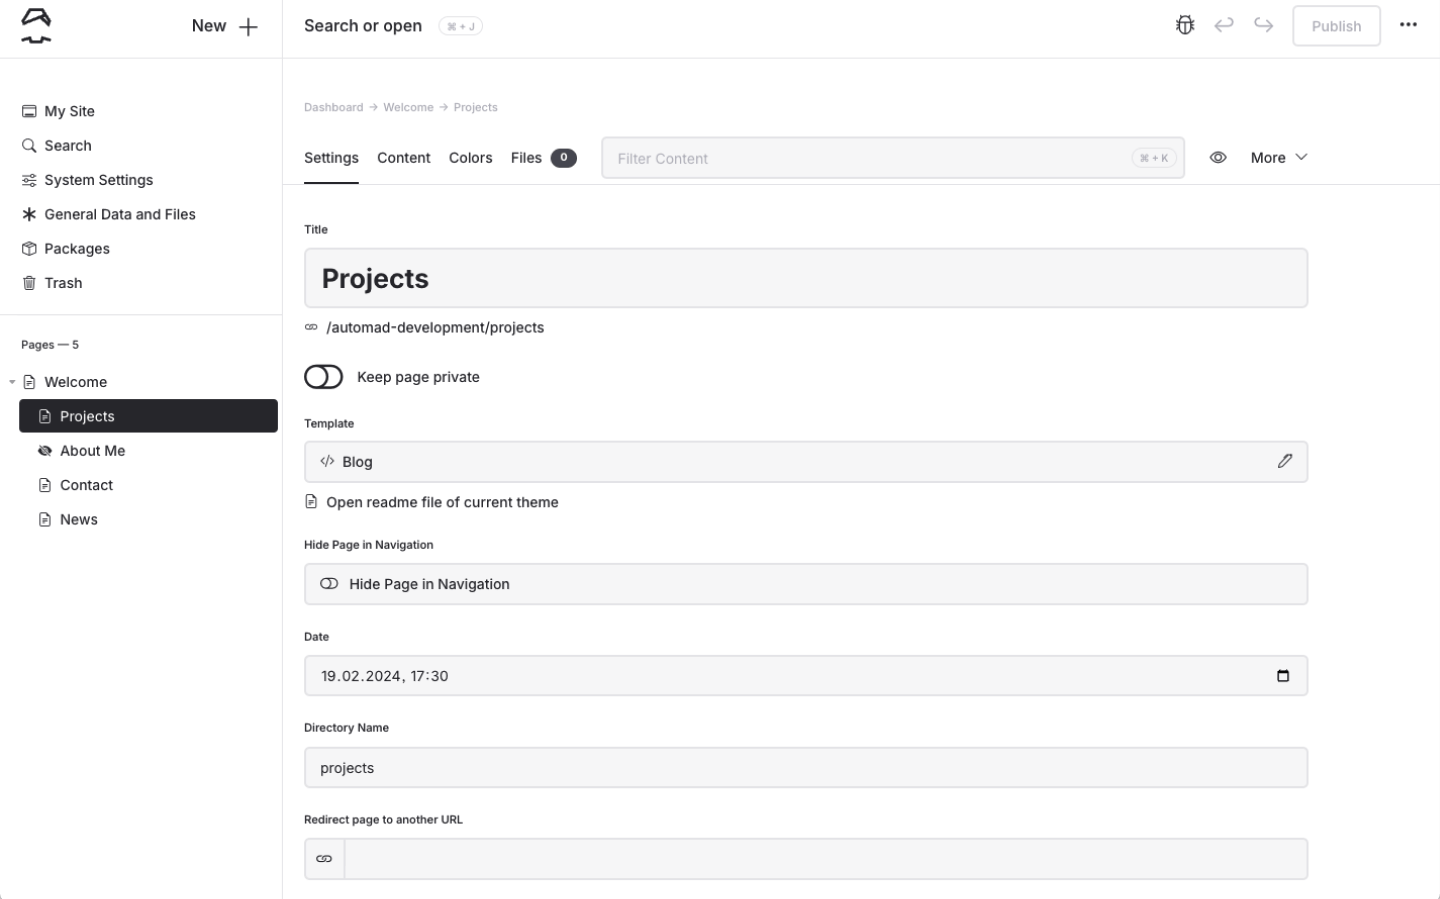 New
Search or open ⌘ + J
Publish
My Site
Search
System Settings
General Data and Files
Packages
Trash
Pages — 5
Welcome
Projects
About Me
Contact
News
Dashboard → Welcome → Projects
Settings Content Colors Files 0
Filter Content ⌘ + K
More
Title
Projects
/automad-development/projects
Keep page private
Template
Blog
Open readme file of current theme
Hide Page in Navigation
Hide Page in Navigation
Date
19.02.2024, 17:30
Directory Name
projects
Redirect page to another URL